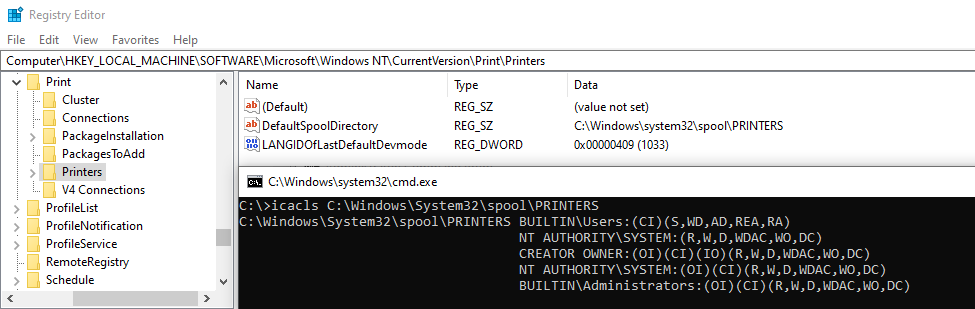 Registry Editor
File Edit View Favorites Help
Computer\HKEY_LOCAL_MACHINE\SOFTWARE\Microsoft\Windows NT\CurrentVersion\Print\Printers
Print
Cluster
Connections
PackageInstallation
PackagesToAdd
Printers
V4 Connections
ProfileList
ProfileNotification
ProfileService
RemoteRegistry
Schedule
Name Type Data
(Default) REG_SZ (value not set)
DefaultSpoolDirectory REG_SZ C:\Windows\system32\spool\PRINTERS
LANGIDOfLastDefaultDevmode REG_DWORD 0x00000409 (1033)
C:\Windows\system32\cmd.exe
C:\>icacls C:\Windows\System32\spool\PRINTERS
C:\Windows\System32\spool\PRINTERS BUILTIN\Users:(CI)(S,WD,AD,REA,RA)
NT AUTHORITY\SYSTEM:(R,W,D,WDAC,WO,DC)
CREATOR OWNER:(OI)(CI)(IO)(R,W,D,WDAC,WO,DC)
NT AUTHORITY\SYSTEM:(OI)(CI)(R,W,D,WDAC,WO,DC)
BUILTIN\Administrators:(OI)(CI)(R,W,D,WDAC,WO,DC)